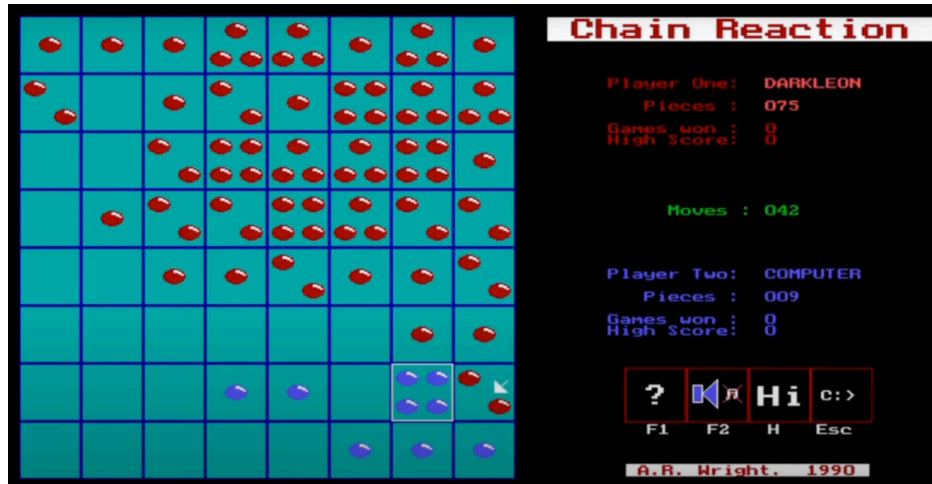 Chain Reaction
Player One: DARKLEON
Pieces : 075
Games won : 0
High Score: 0
Moves : 042
Player Two: COMPUTER
Pieces : 009
Games won : 0
High Score: 0
? Hi C:>
F1 F2 H Esc
A.R. Wright. 1990